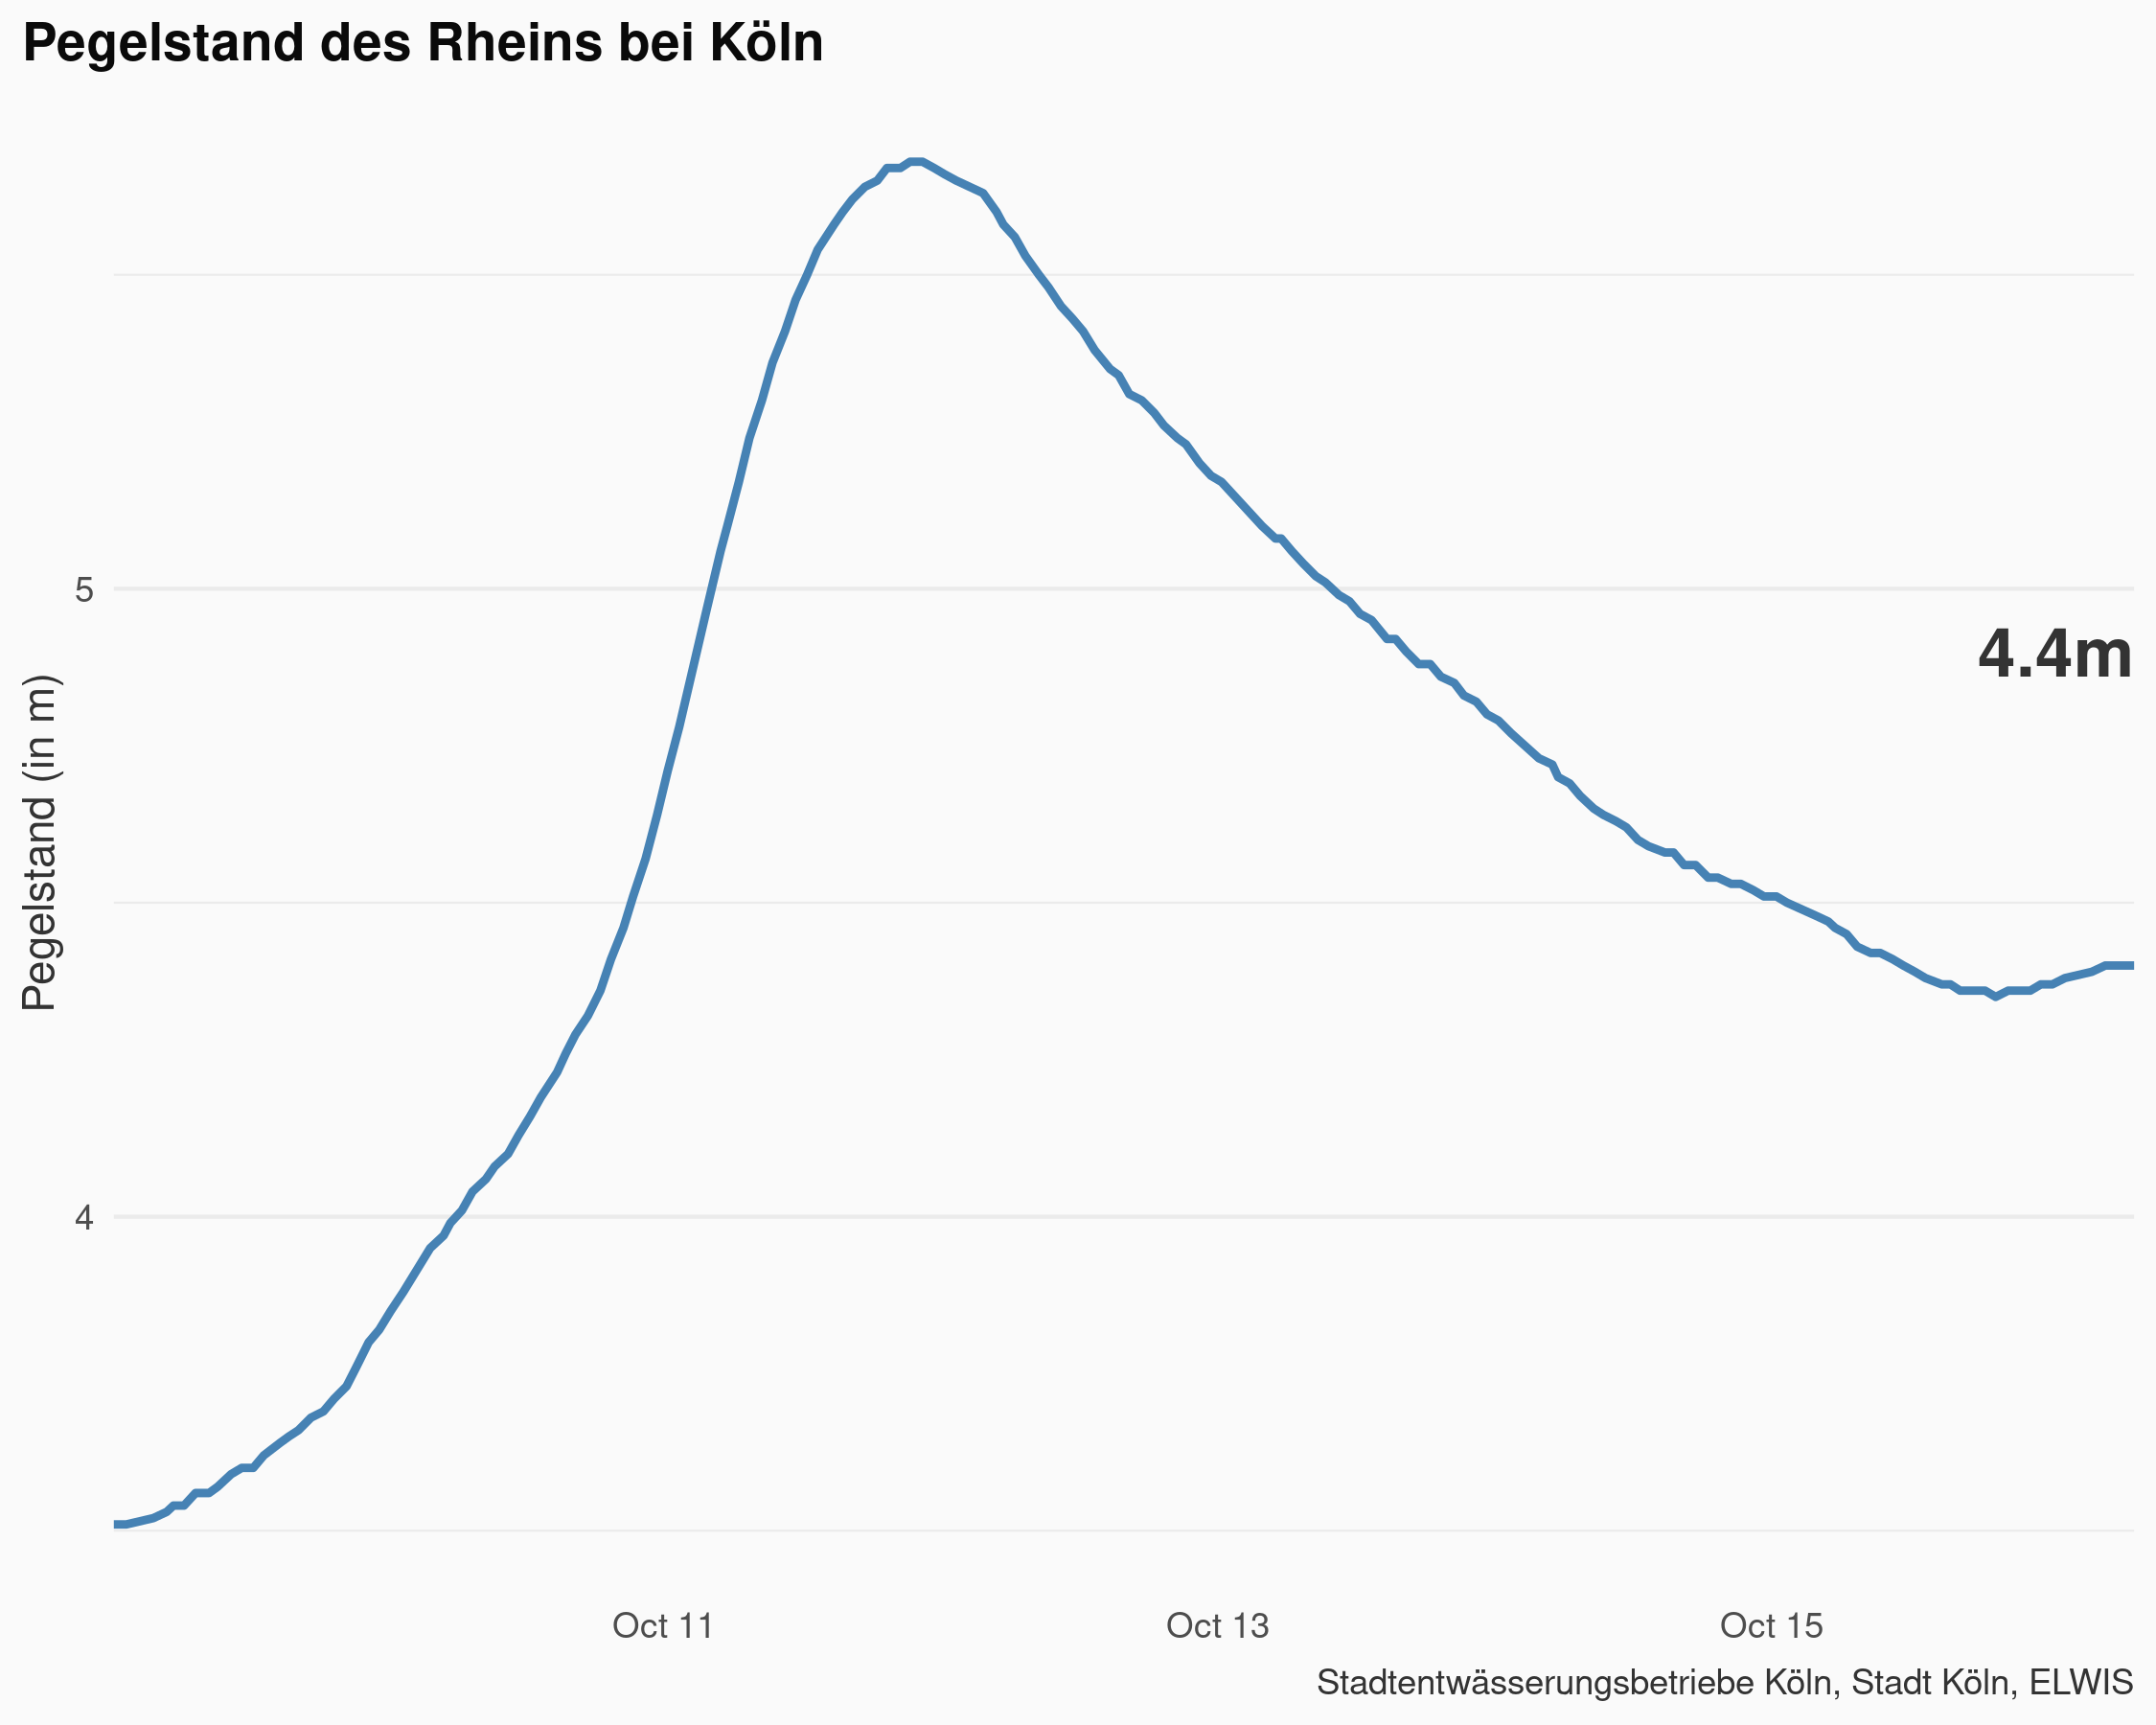 Pegelstand des Rheins bei Köln
Pegelstand (in m)
5
4
4.4m
Oct 11
Oct 13
Oct 15
Stadtentwässerungsbetriebe Köln, Stadt Köln, ELWIS